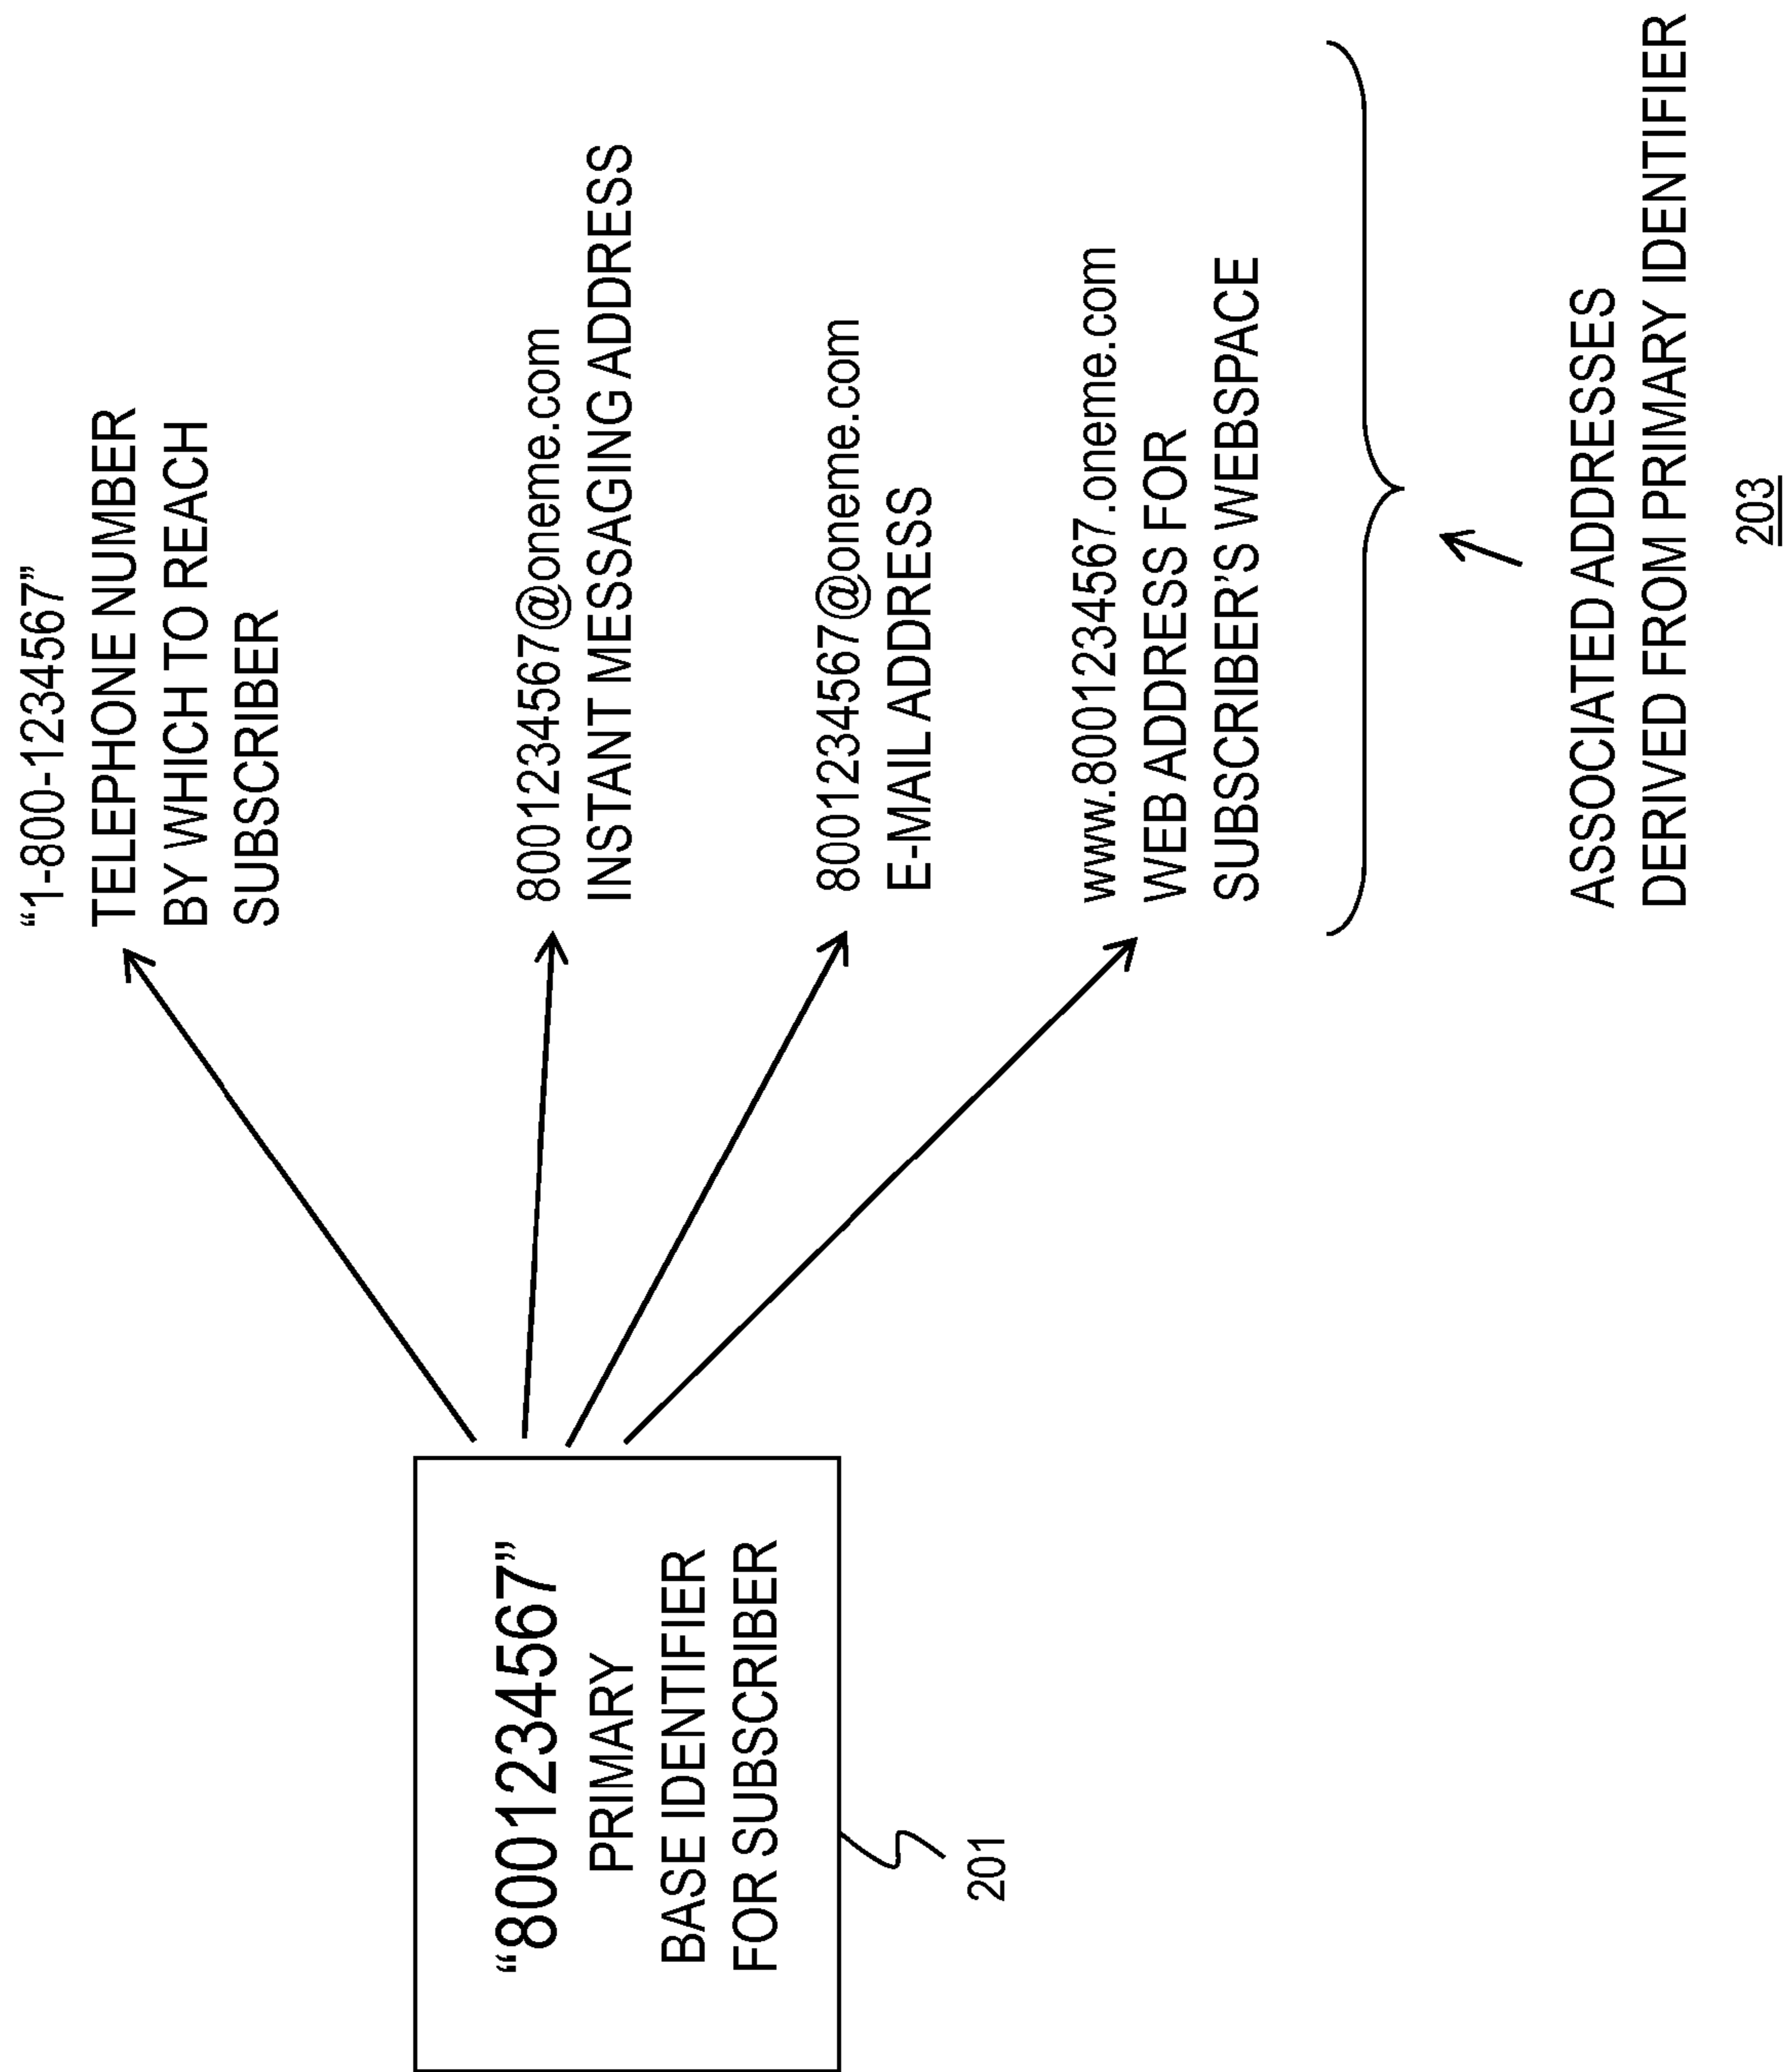 “8001234567”
PRIMARY
BASE IDENTIFIER
FOR SUBSCRIBER
201
“1-800-1234567”
TELEPHONE NUMBER
BY WHICH TO REACH
SUBSCRIBER
8001234567@oneme.com
INSTANT MESSAGING ADDRESS
8001234567@oneme.com
E-MAIL ADDRESS
www.8001234567.oneme.com
WEB ADDRESS FOR
SUBSCRIBER’S WEBSPACE
ASSOCIATED ADDRESSES
DERIVED FROM PRIMARY IDENTIFIER
203